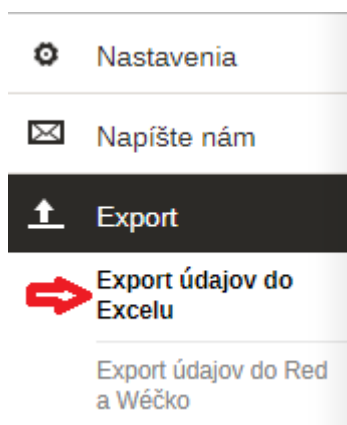 Nastavenia
Napíšte nám
Export
Export údajov do
Excelu
Export údajov do Red
a Wéčko